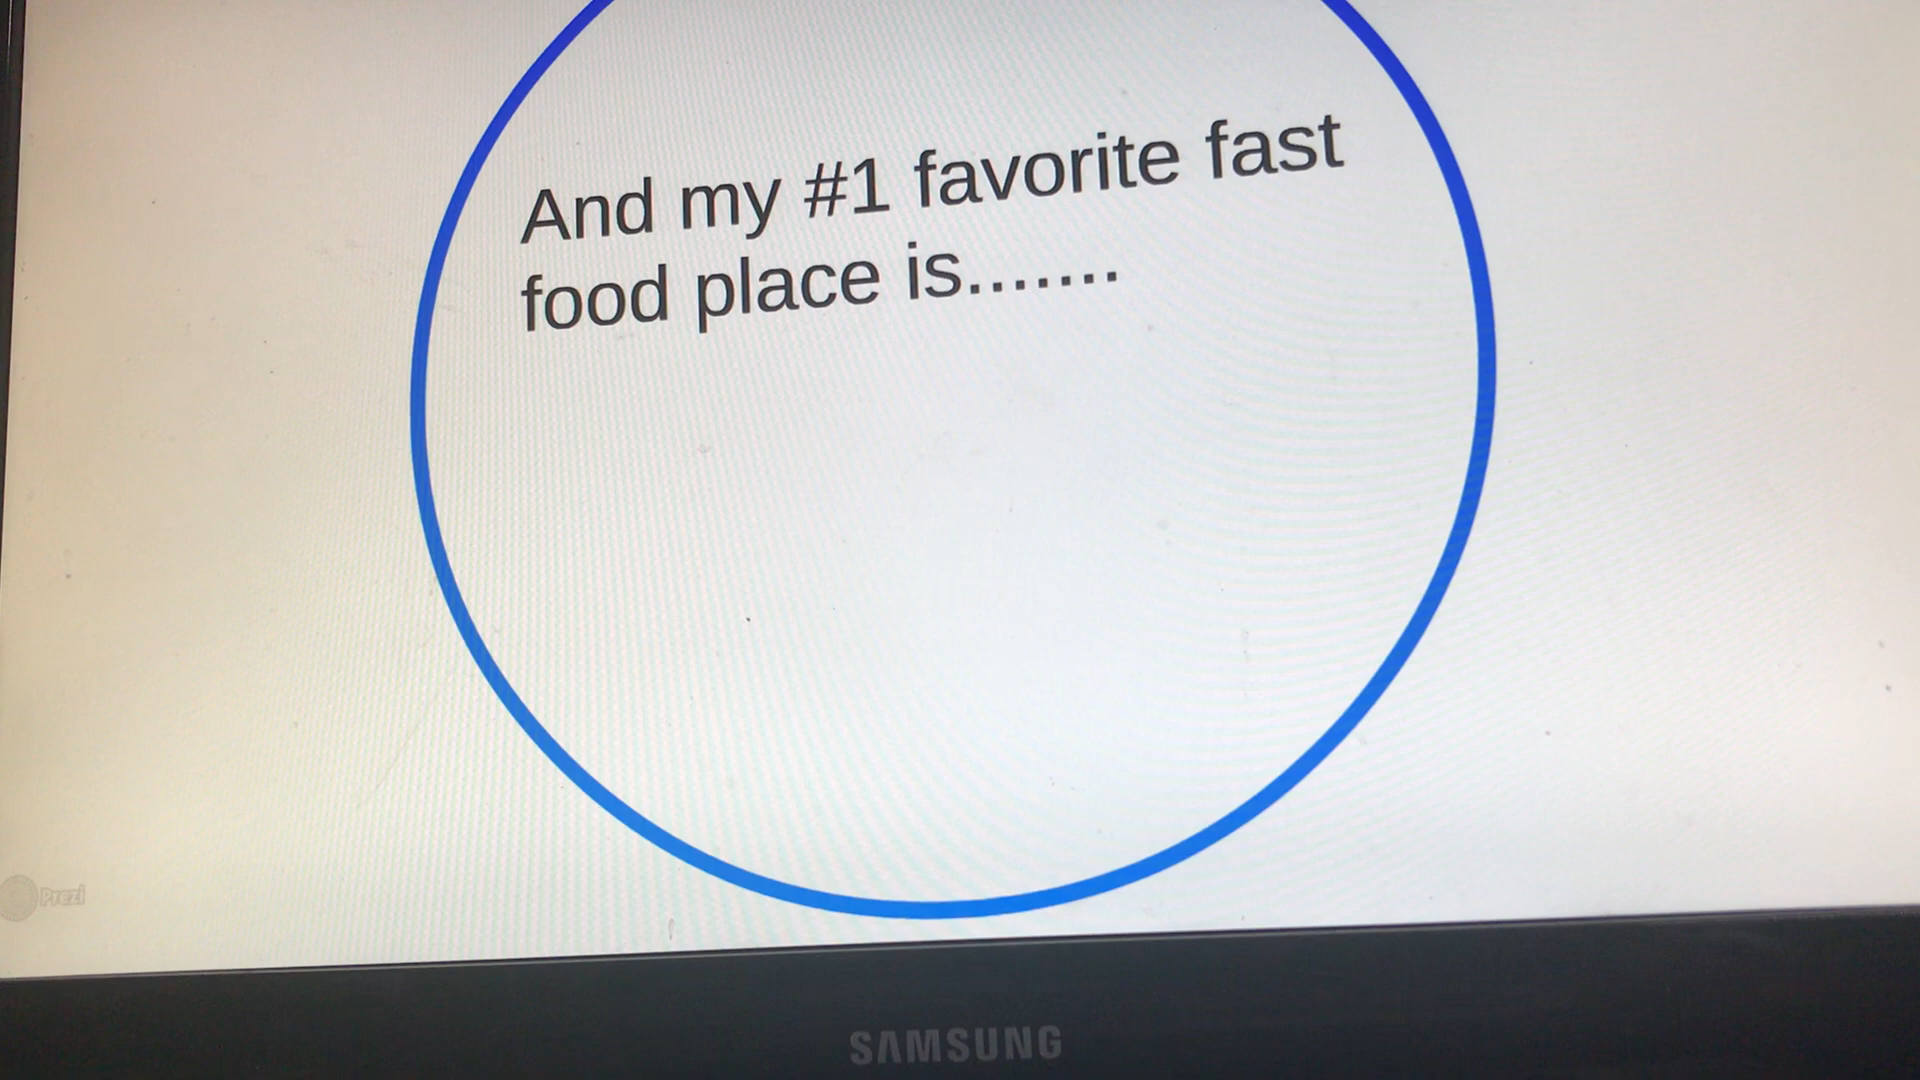 And my #1 favorite fast
food place is.......
Prezi
SAMSUNG